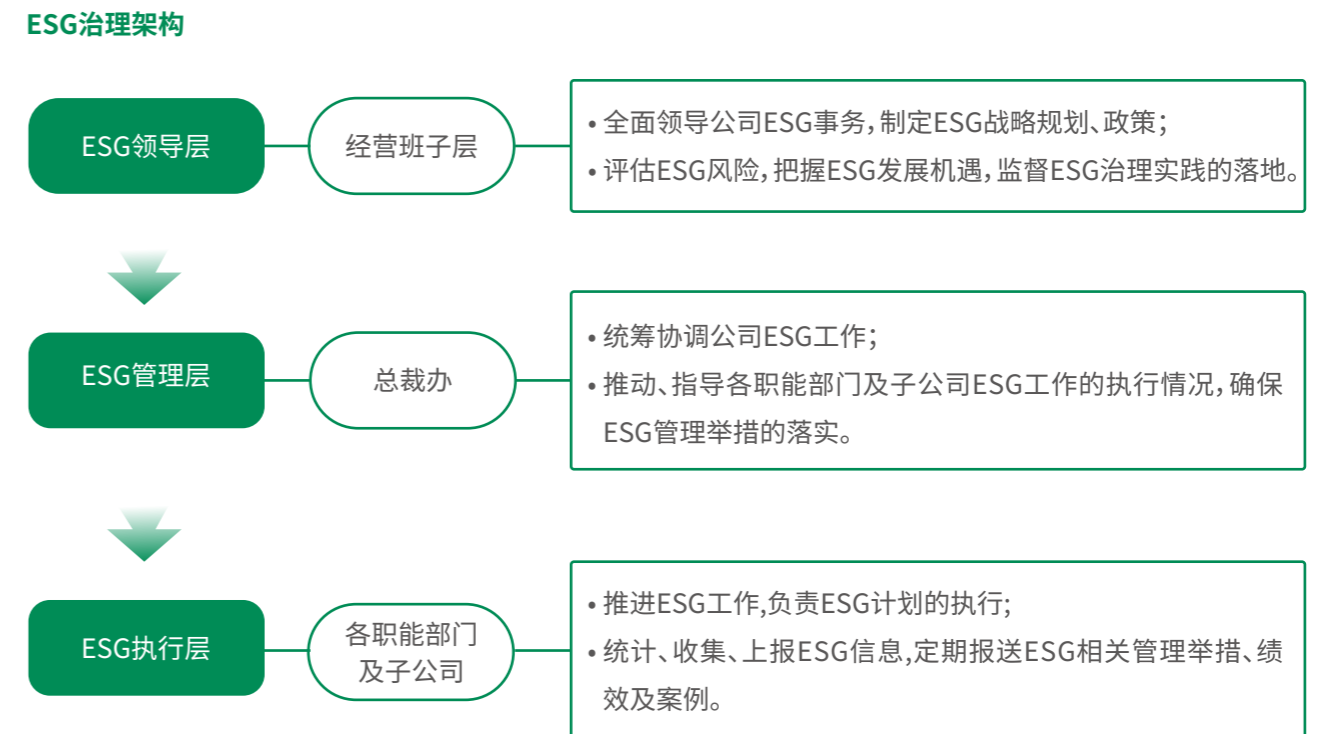 ESG治理架构
ESG领导层
经营班子层
• 全面领导公司ESG事务，制定ESG战略规划、政策；
• 评估ESG风险，把握ESG发展机遇，监督ESG治理实践的落地。
ESG管理层
总裁办
• 统筹协调公司ESG工作；
• 推动、指导各职能部门及子公司ESG工作的执行情况，确保
ESG管理举措的落实。
ESG执行层
各职能部门
及子公司
• 推进ESG工作,负责ESG计划的执行;
• 统计、收集、上报ESG信息,定期报送ESG相关管理举措、绩
效及案例。